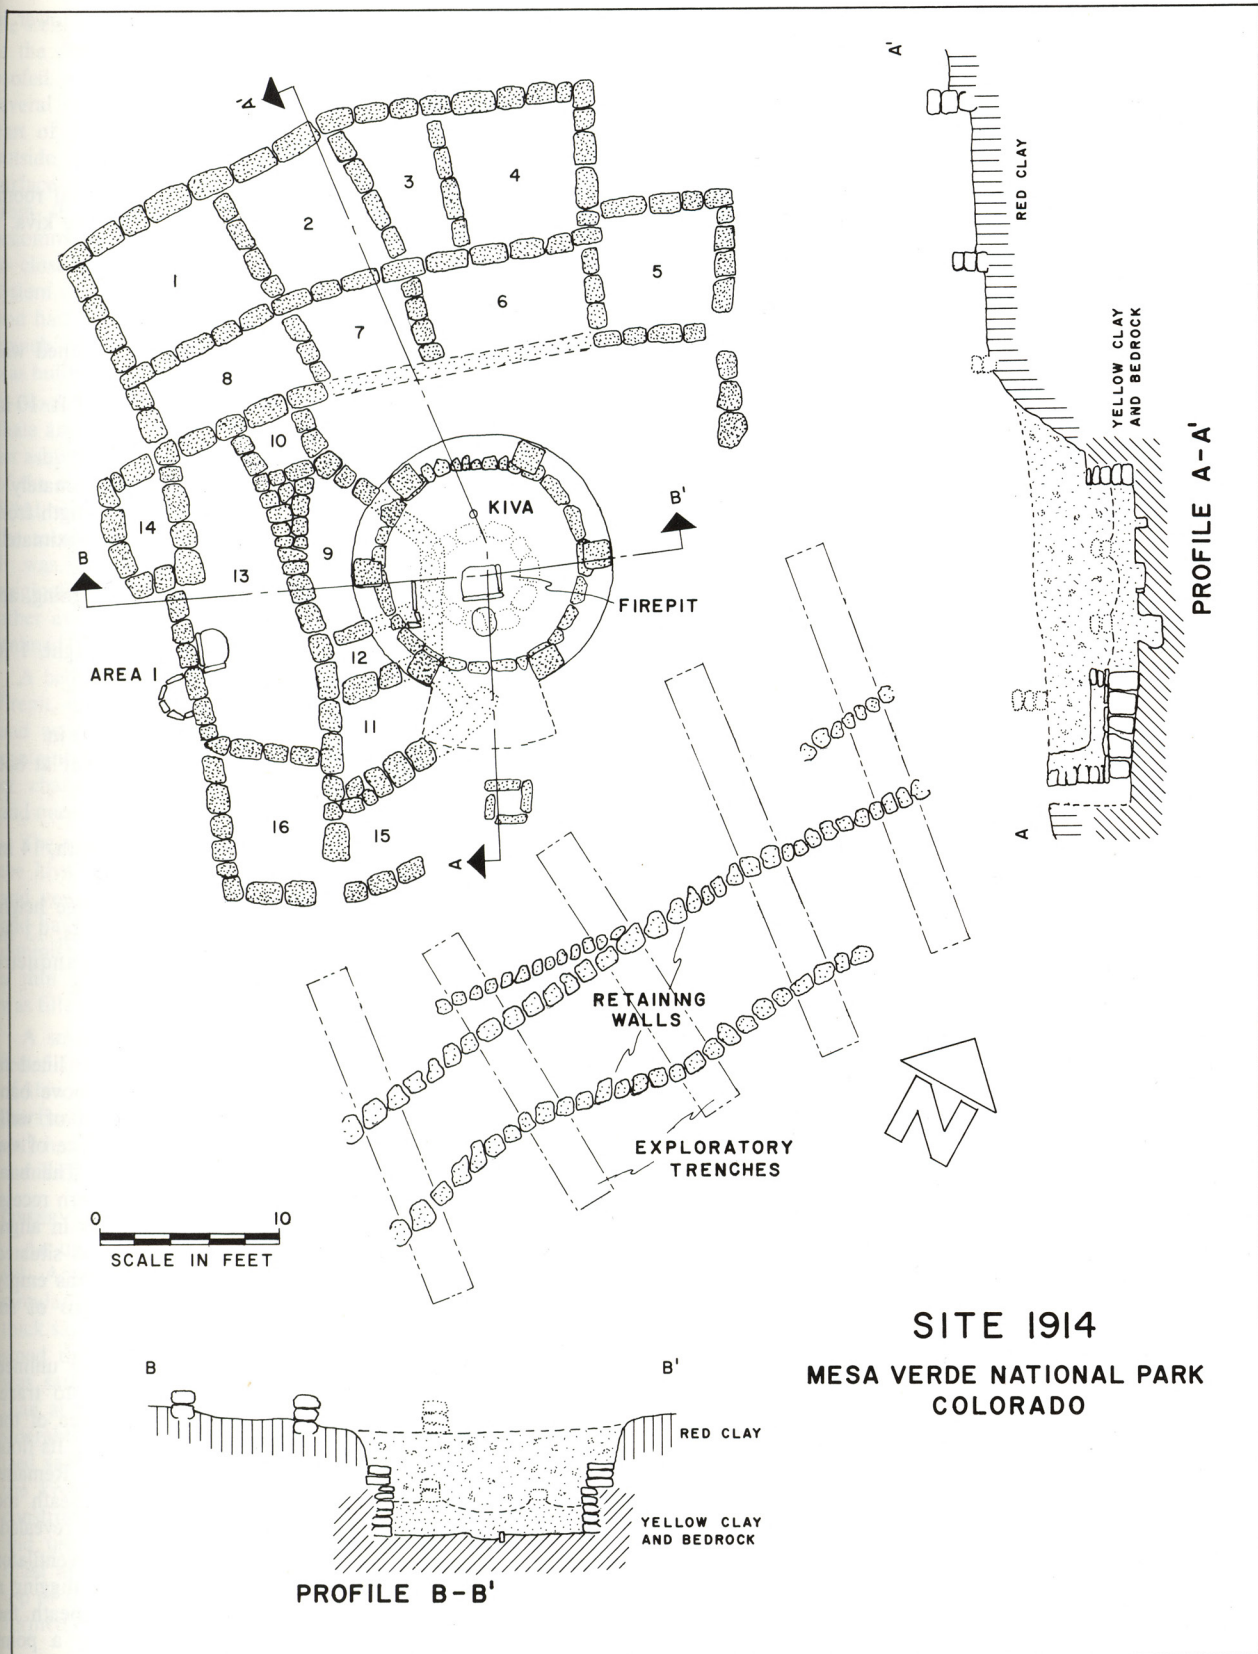 A'
A'
RED CLAY
3
4
2
1
5
6
7
8
YELLOW CLAY
AND BEDROCK
PROFILE A-A'
10
KIVA
B'
14
9
B
13
FIREPIT
12
AREA 1
11
16
15
A
A
RETAINING
WALLS
EXPLORATORY
TRENCHES
N
0 10
SCALE IN FEET
SITE 1914
MESA VERDE NATIONAL PARK
COLORADO
B B'
RED CLAY
YELLOW CLAY
AND BEDROCK
PROFILE B-B'